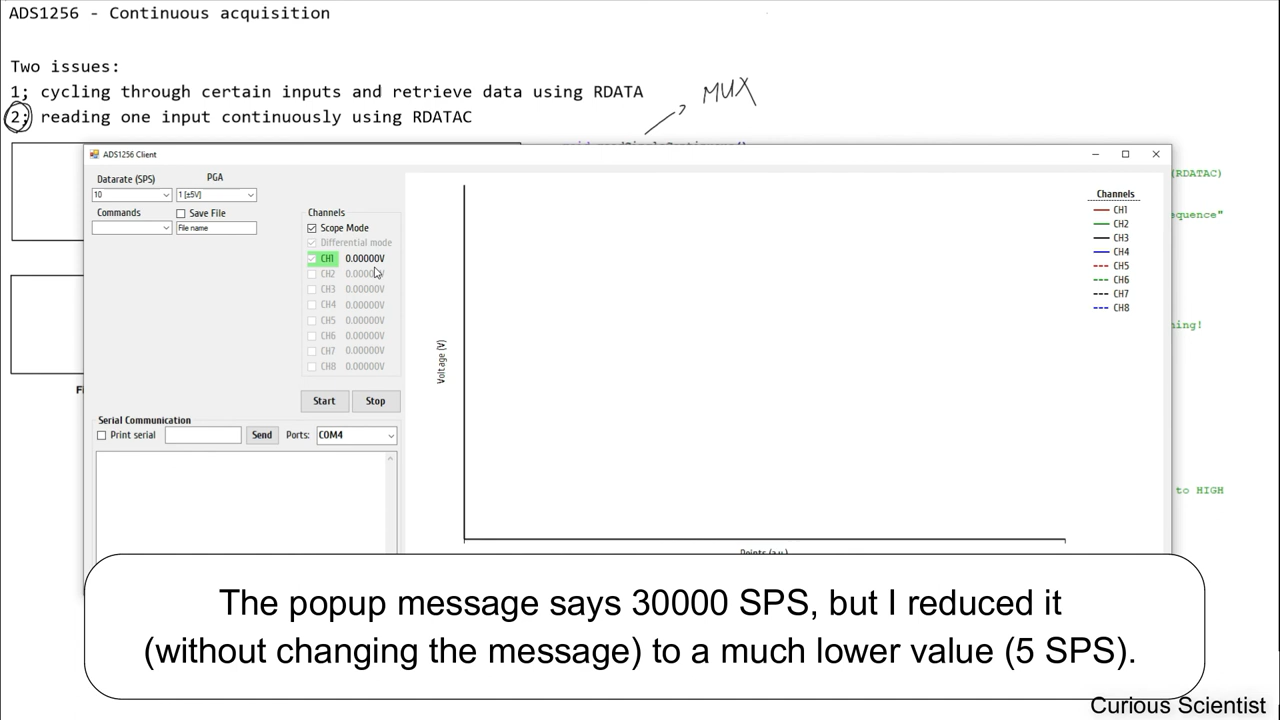 ADS1256 - Continuous acquisition
Two issues:
1; cycling through certain inputs and retrieve data using RDATA
2; reading one input continuously using RDATAC
MUX
ADS1256 Client
Datarate (SPS)
PGA
10
1 [±5V]
Commands
Save File
File name
Channels
Scope Mode
Differential mode
CH1 0.00000V
CH2 0.00000V
CH3 0.00000V
CH4 0.00000V
CH5 0.00000V
CH6 0.00000V
CH7 0.00000V
CH8 0.00000V
Start
Stop
Serial Communication
Print serial
Send
Ports:
COM4
Voltage (V)
Points (a.u.)
Channels
CH1
CH2
CH3
CH4
CH5
CH6
CH7
CH8
(RDATAC)
to HIGH
The popup message says 30000 SPS, but I reduced it
(without changing the message) to a much lower value (5 SPS).
Curious Scientist